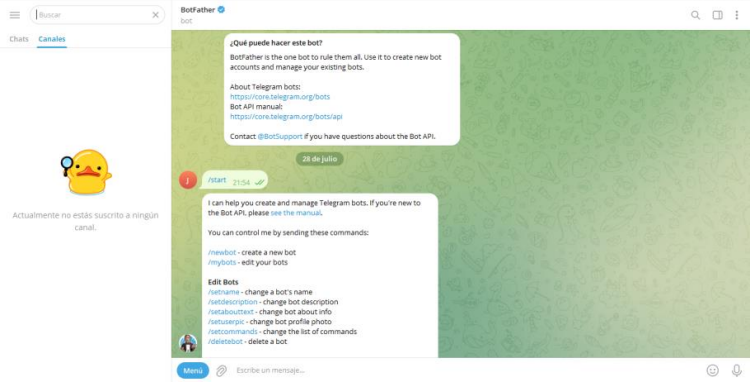 Buscar
Chats
Canales
Actualmente no estás suscrito a ningún
canal.
BotFather
bot
¿Qué puede hacer este bot?
BotFather is the one bot to rule them all. Use it to create new bot
accounts and manage your existing bots.
About Telegram bots:
https://core.telegram.org/bots
Bot API manual:
https://core.telegram.org/bots/api
Contact @BotSupport if you have questions about the Bot API.
28 de julio
J
/start
21:54
I can help you create and manage Telegram bots. If you're new to
the Bot API, please see the manual.
You can control me by sending these commands:
/newbot - create a new bot
/mybots - edit your bots
Edit Bots
/setname - change a bot's name
/setdescription - change bot description
/setabouttext - change bot about info
/setuserpic - change bot profile photo
/setcommands - change the list of commands
/deletebot - delete a bot
Menú
Escribe un mensaje...